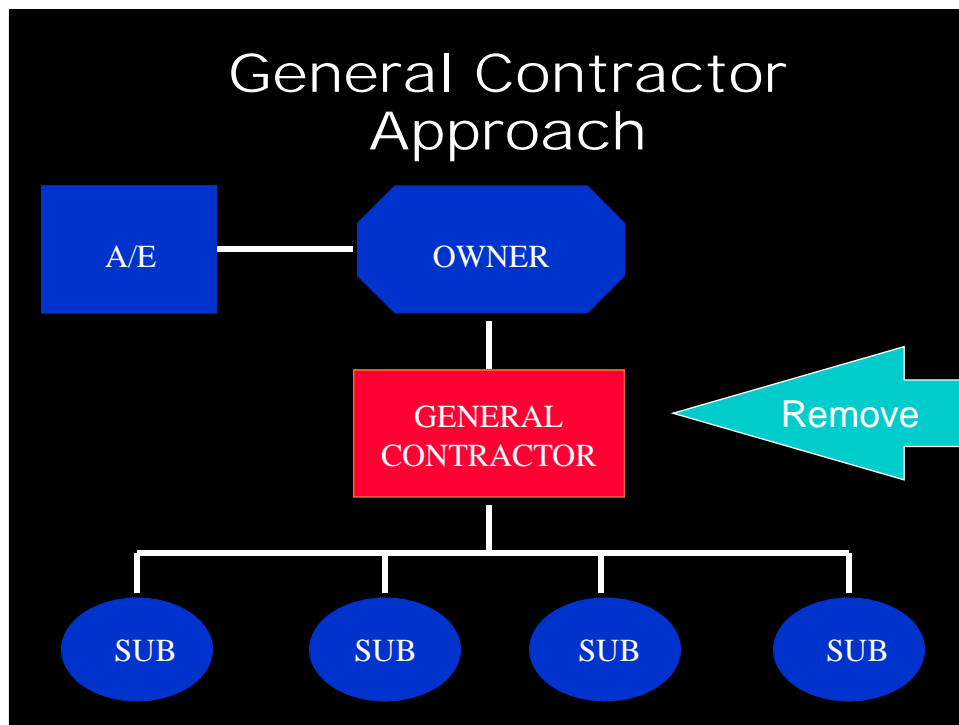 General Contractor
Approach
A/E
OWNER
GENERAL
CONTRACTOR
Remove
SUB
SUB
SUB
SUB